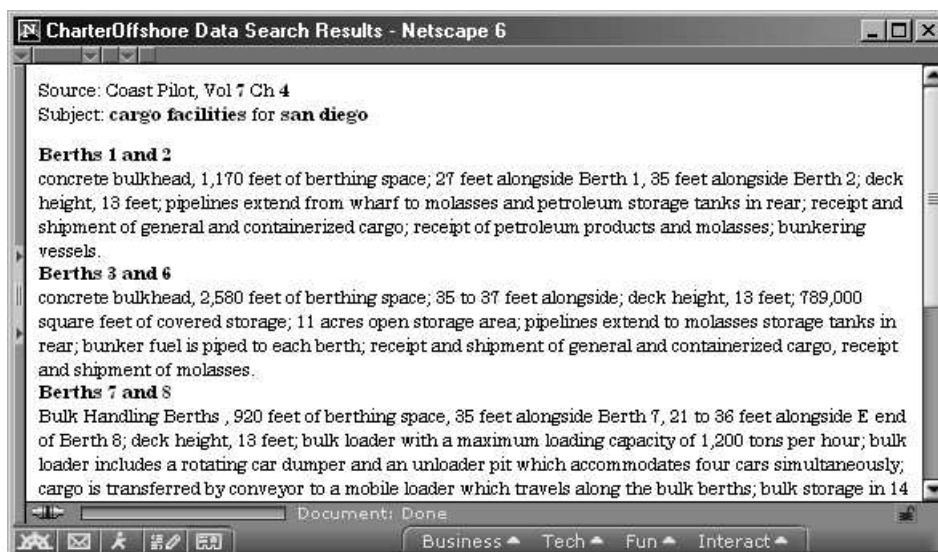 CharterOffshore Data Search Results - Netscape 6
Source: Coast Pilot, Vol 7 Ch 4
Subject: cargo facilities for san diego
Berths 1 and 2
concrete bulkhead, 1,170 feet of berthing space; 27 feet alongside Berth 1, 35 feet alongside Berth 2; deck
height, 13 feet; pipelines extend from wharf to molasses and petroleum storage tanks in rear; receipt and
shipment of general and containerized cargo; receipt of petroleum products and molasses; bunkering
vessels.
Berths 3 and 6
concrete bulkhead, 2,580 feet of berthing space; 35 to 37 feet alongside; deck height, 13 feet; 789,000
square feet of covered storage; 11 acres open storage area; pipelines extend to molasses storage tanks in
rear; bunker fuel is piped to each berth; receipt and shipment of general and containerized cargo, receipt
and shipment of molasses.
Berths 7 and 8
Bulk Handling Berths , 920 feet of berthing space, 35 feet alongside Berth 7, 21 to 36 feet alongside E end
of Berth 8; deck height, 13 feet; bulk loader with a maximum loading capacity of 1,200 tons per hour; bulk
loader includes a rotating car dumper and an unloader pit which accommodates four cars simultaneously;
cargo is transferred by conveyor to a mobile loader which travels along the bulk berths; bulk storage in 14
Document: Done
Business Tech Fun Interact